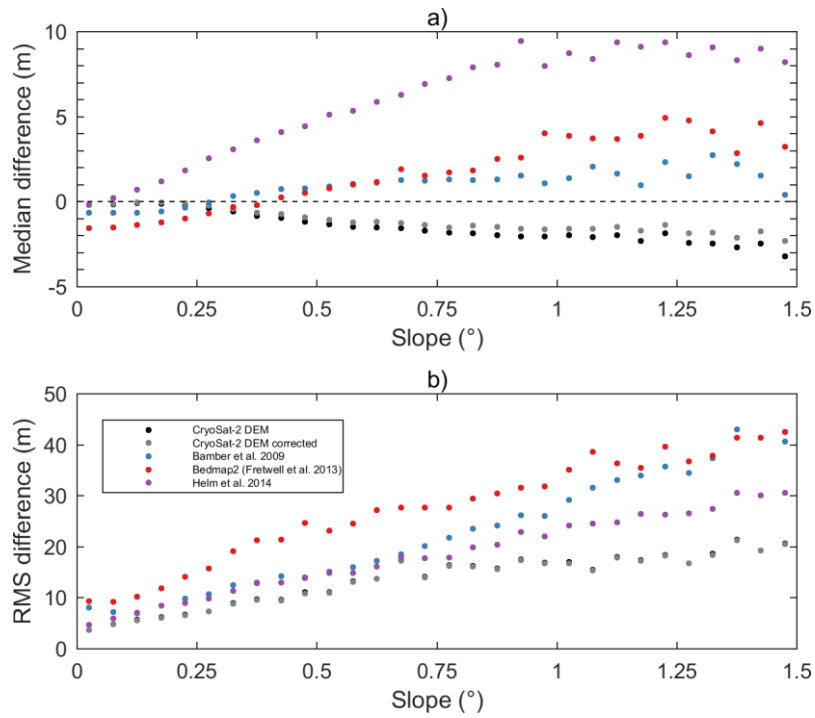 a)
Median difference (m)
10
5
0
-5
0 0.25 0.5 0.75 1 1.25 1.5
Slope (°)
b)
RMS difference (m)
50
40
30
20
10
0
CryoSat-2 DEM
CryoSat-2 DEM corrected
Bamber et al. 2009
Bedmap2 (Fretwell et al. 2013)
Helm et al. 2014
0 0.25 0.5 0.75 1 1.25 1.5
Slope (°)